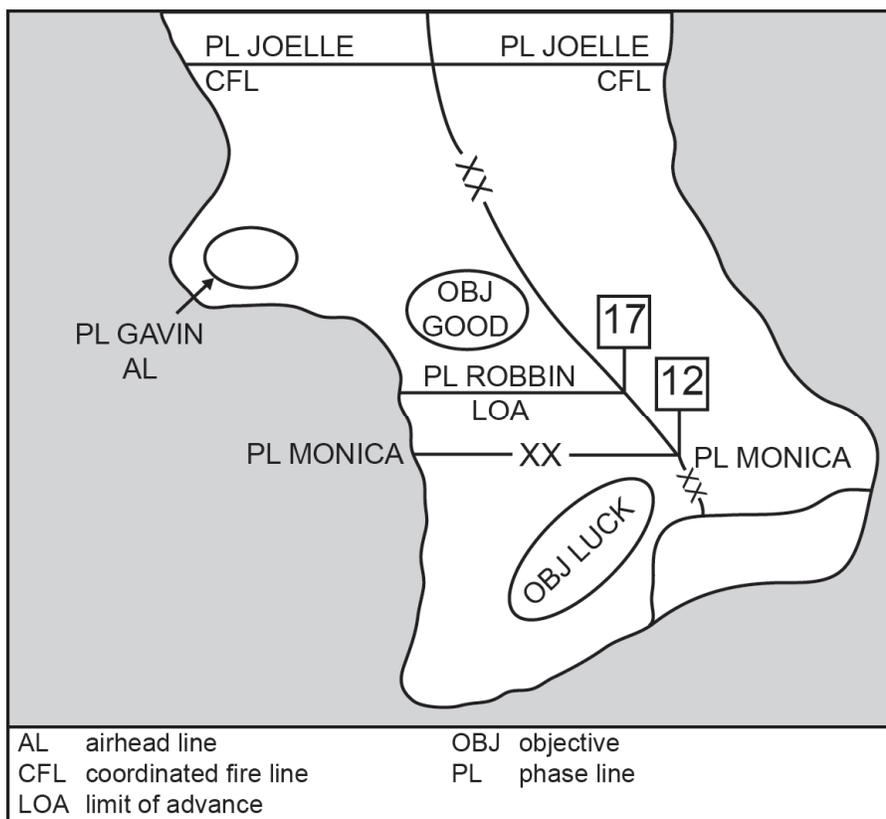 PL JOELLE
PL JOELLE
CFL
CFL
XX
OBJ
GOOD
17
PL GAVIN
AL
PL ROBBIN
12
LOA
PL MONICA
XX
PL MONICA
XX
OBJ LUCK
AL airhead line
OBJ objective
CFL coordinated fire line
PL phase line
LOA limit of advance